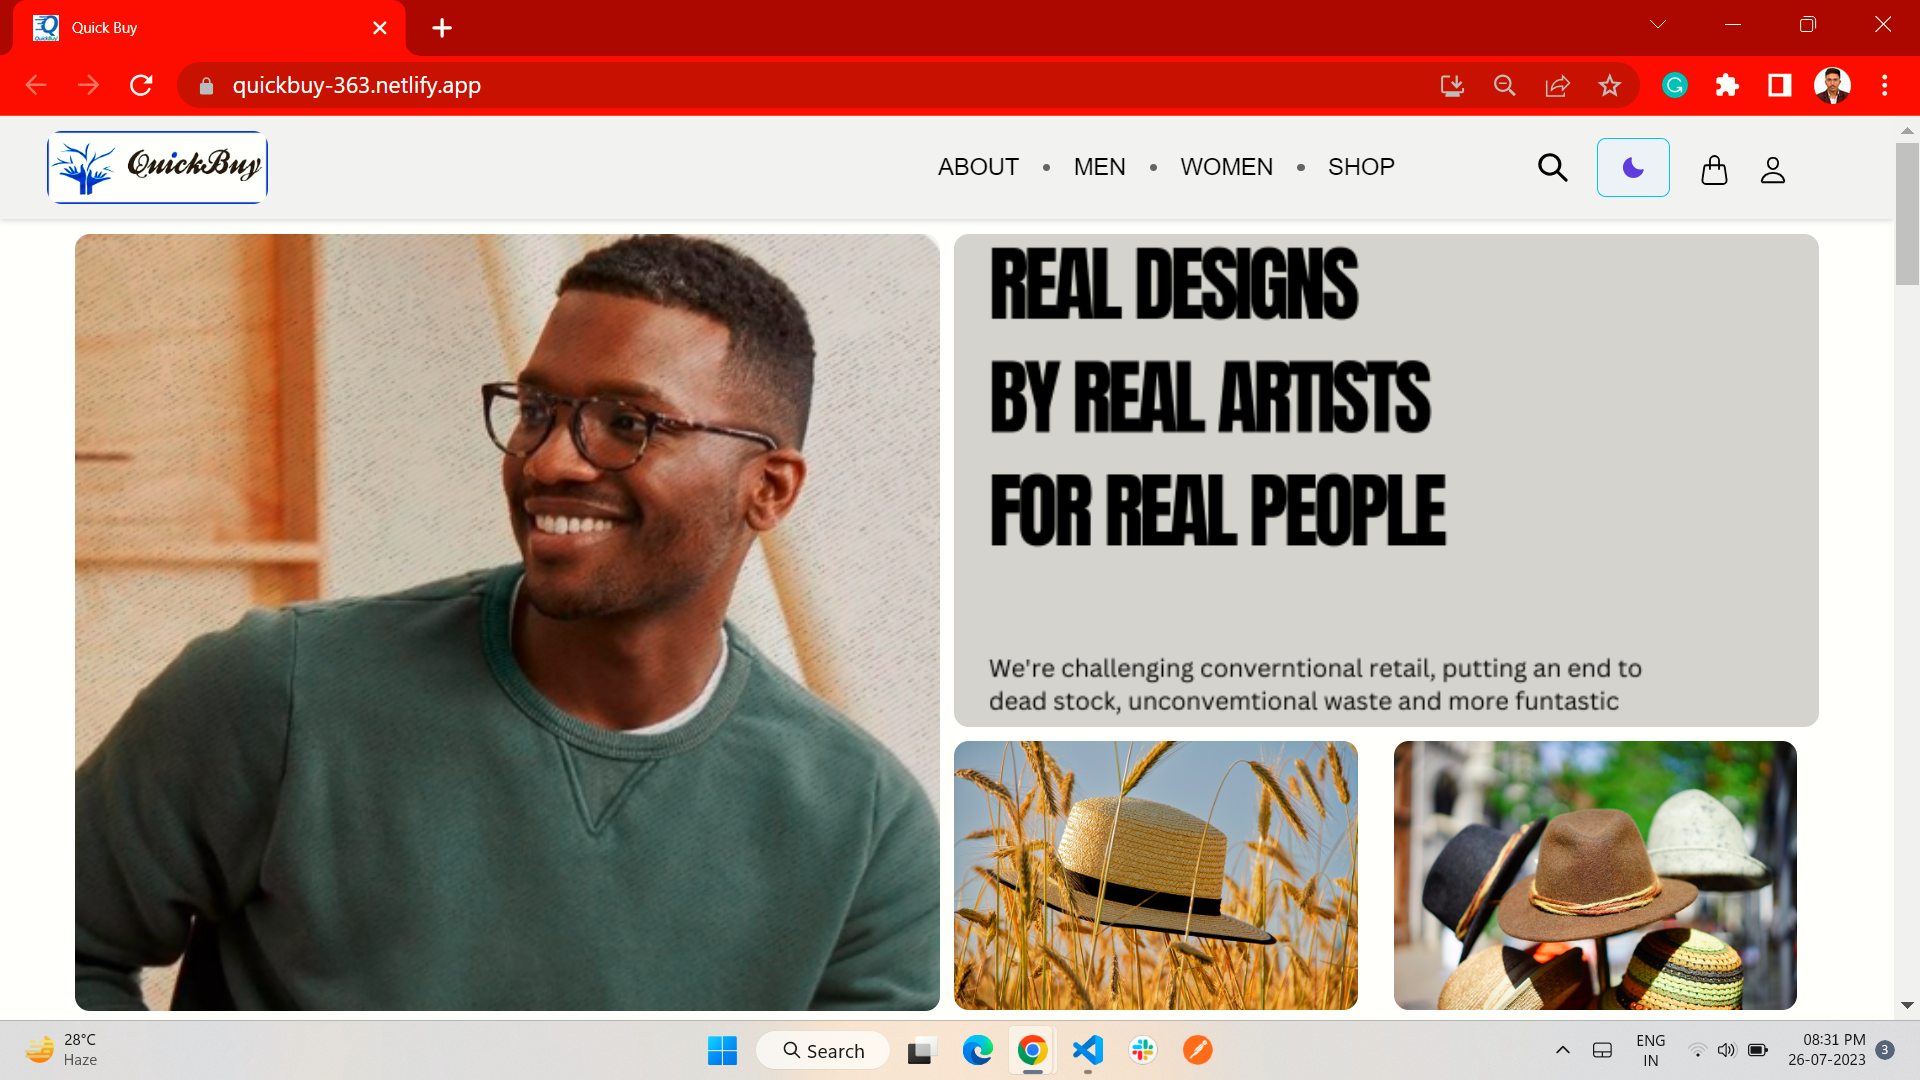 Quick Buy
quickbuy-363.netlify.app
QuickBuy
ABOUT • MEN • WOMEN • SHOP
REAL DESIGNS
BY REAL ARTISTS
FOR REAL PEOPLE
We're challenging converntional retail, putting an end to
dead stock, unconvemtional waste and more funtastic
28°C
Haze
Search
ENG
IN
08:31 PM
26-07-2023
3